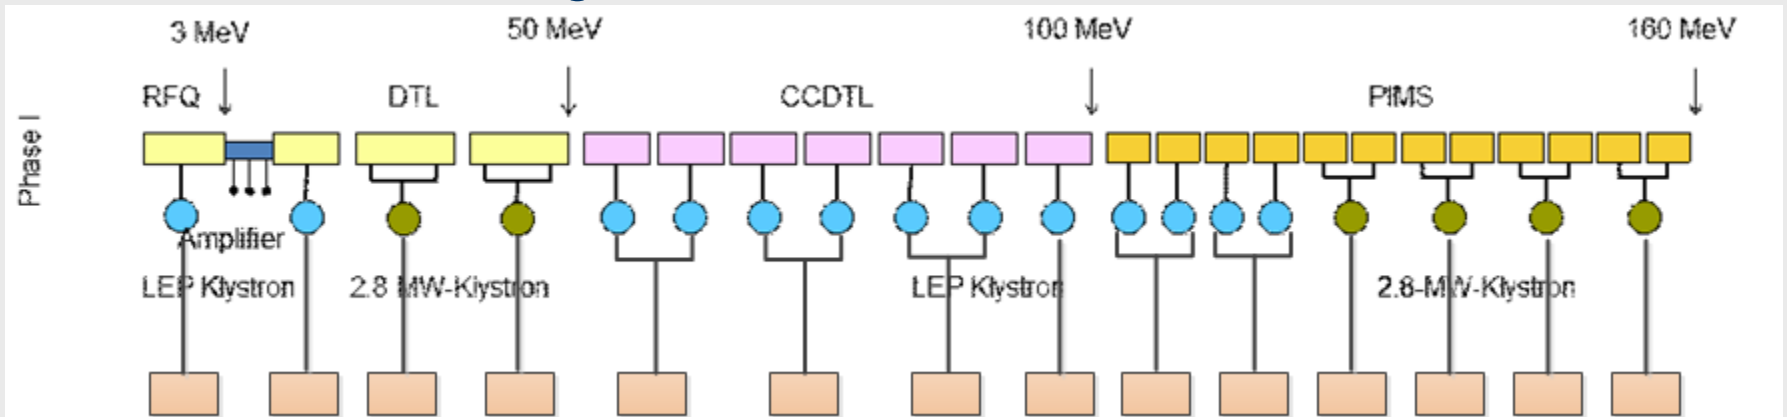 3 MeV
50 MeV
100 MeV
160 MeV
RFQ
DTL
CCDTL
PIMS
Phase I
Amplifier
LEP Klystron
2.8 MW-Klystron
LEP Klystron
2.8-MW-Klystron